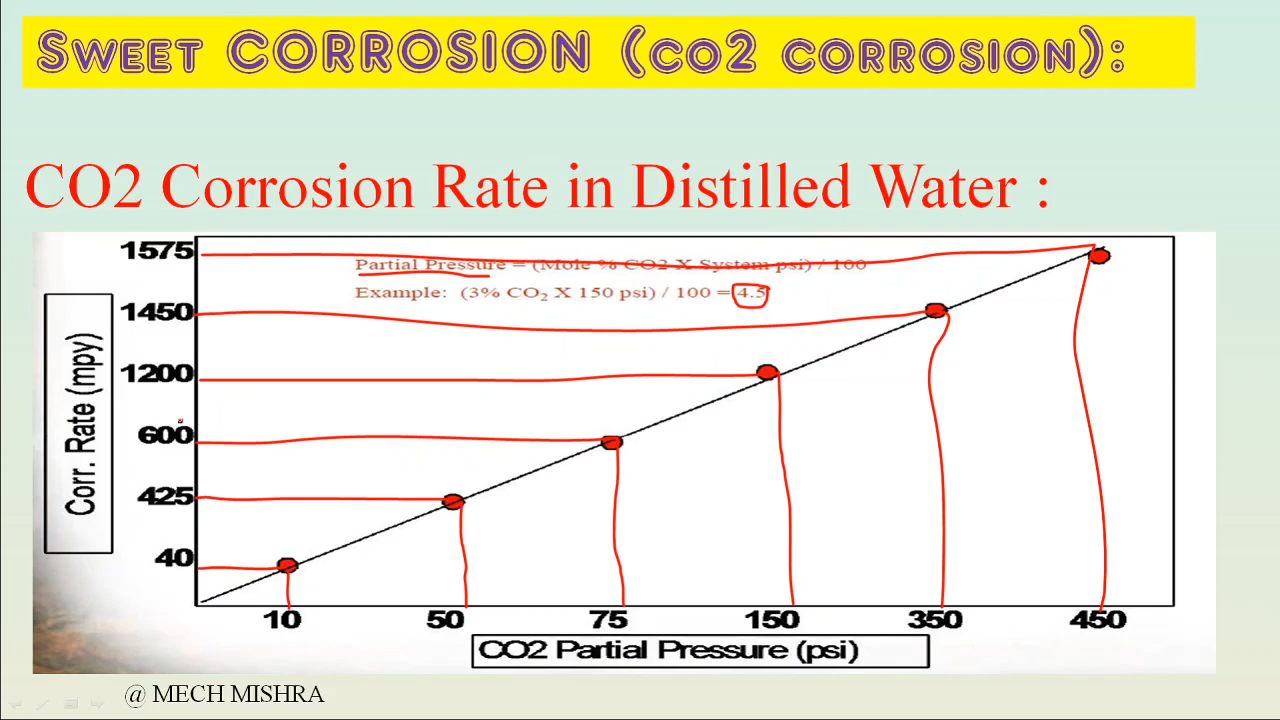 SWEET CORROSION (CO2 CORROSION):
CO2 Corrosion Rate in Distilled Water :
Partial Pressure = (Mole % CO2 X System psi) / 100
Example: (3% CO₂ X 150 psi) / 100 = 4.5
1575
1450
1200
600
425
40
Corr. Rate (mpy)
10 50 75 150 350 450
CO2 Partial Pressure (psi)
@ MECH MISHRA